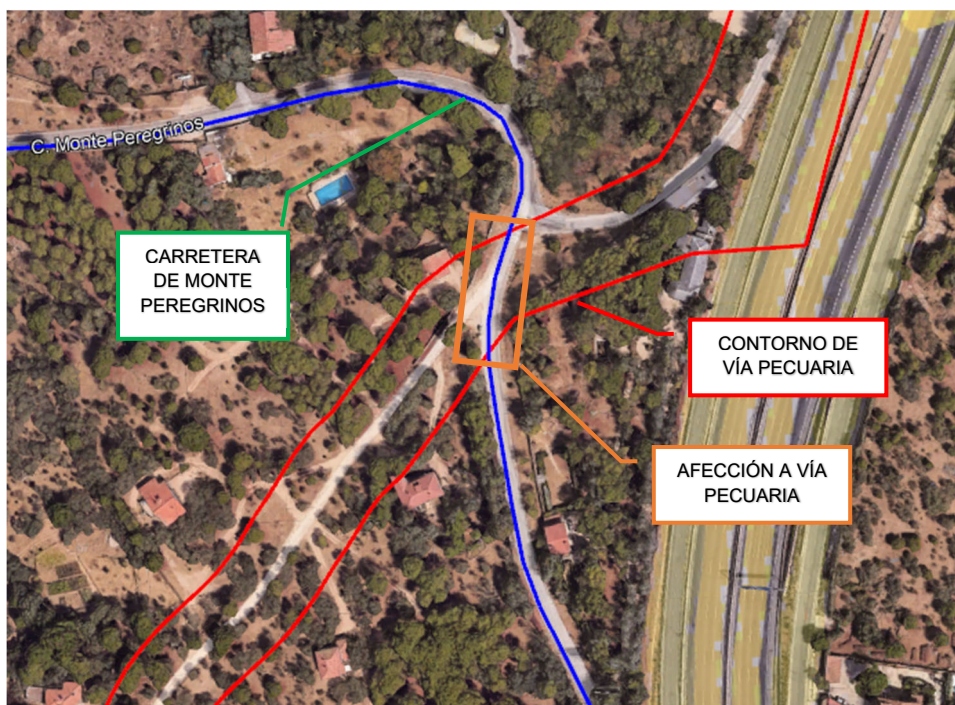 C. Monte Peregrinos
CARRETERA
DE MONTE
PEREGRINOS
CONTORNO DE
VÍA PECUARIA
AFECCIÓN A VÍA
PECUARIA